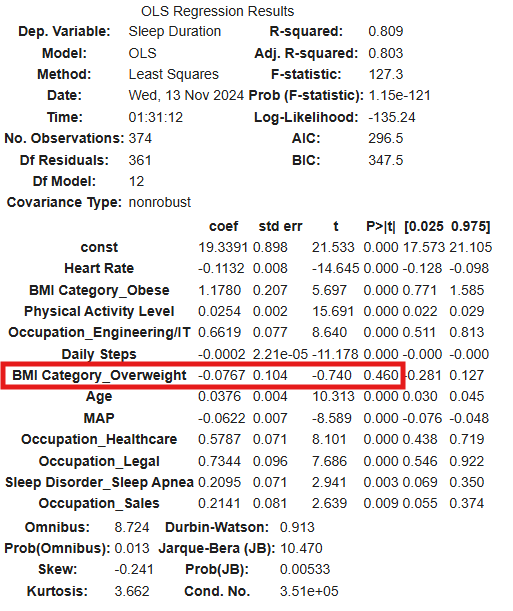 OLS Regression Results
Dep. Variable: Sleep Duration R-squared: 0.809
Model: OLS Adj. R-squared: 0.803
Method: Least Squares F-statistic: 127.3
Date: Wed, 13 Nov 2024 Prob (F-statistic): 1.15e-121
Time: 01:31:12 Log-Likelihood: -135.24
No. Observations: 374 AIC: 296.5
Df Residuals: 361 BIC: 347.5
Df Model: 12
Covariance Type: nonrobust
coef std err t P>|t| [0.025 0.975]
const 19.3391 0.898 21.533 0.000 17.573 21.105
Heart Rate -0.1132 0.008 -14.645 0.000 -0.128 -0.098
BMI Category_Obese 1.1780 0.207 5.697 0.000 0.771 1.585
Physical Activity Level 0.0254 0.002 15.691 0.000 0.022 0.029
Occupation_Engineering/IT 0.6619 0.077 8.640 0.000 0.511 0.813
Daily Steps -0.0002 2.21e-05 -11.178 0.000 -0.000 -0.000
BMI Category_Overweight -0.0767 0.104 -0.740 0.460 -0.281 0.127
Age 0.0376 0.004 10.313 0.000 0.030 0.045
MAP -0.0622 0.007 -8.589 0.000 -0.076 -0.048
Occupation_Healthcare 0.5787 0.071 8.101 0.000 0.438 0.719
Occupation_Legal 0.7344 0.096 7.686 0.000 0.546 0.922
Sleep Disorder_Sleep Apnea 0.2095 0.071 2.941 0.003 0.069 0.350
Occupation_Sales 0.2141 0.081 2.639 0.009 0.055 0.374
Omnibus: 8.724 Durbin-Watson: 0.913
Prob(Omnibus): 0.013 Jarque-Bera (JB): 10.470
Skew: -0.241 Prob(JB): 0.00533
Kurtosis: 3.662 Cond. No. 3.51e+05